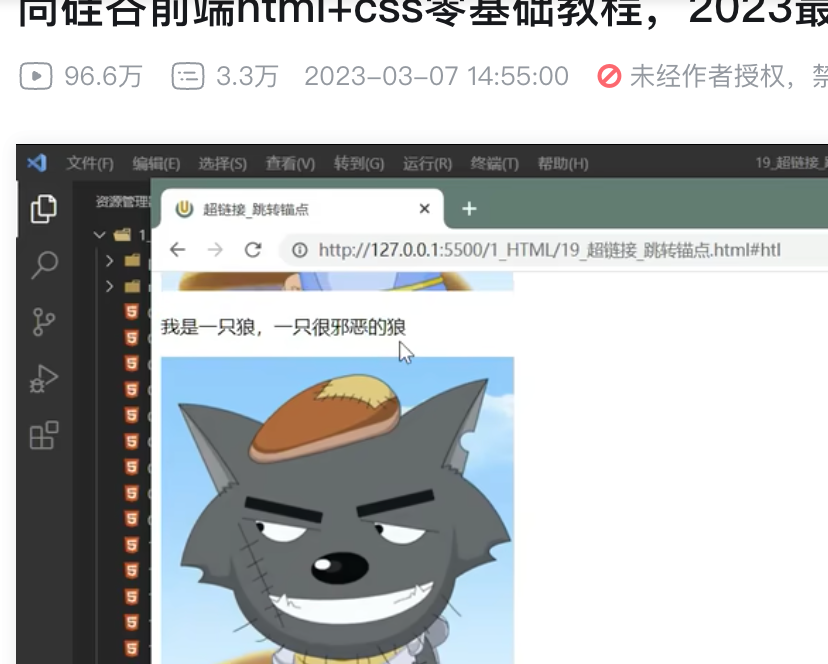 尚硅谷前端html+css零基础教程，2023最
96.6万 3.3万 2023-03-07 14:55:00 未经作者授权，禁
文件(F) 编辑(E) 选择(S) 查看(V) 转到(G) 运行(R) 终端(T) 帮助(H) 19_超链接_
资源管理
超链接_跳转锚点
1_
http://127.0.0.1:5500/1_HTML/19_超链接_跳转锚点.html#htl
我是一只狼，一只很邪恶的狼